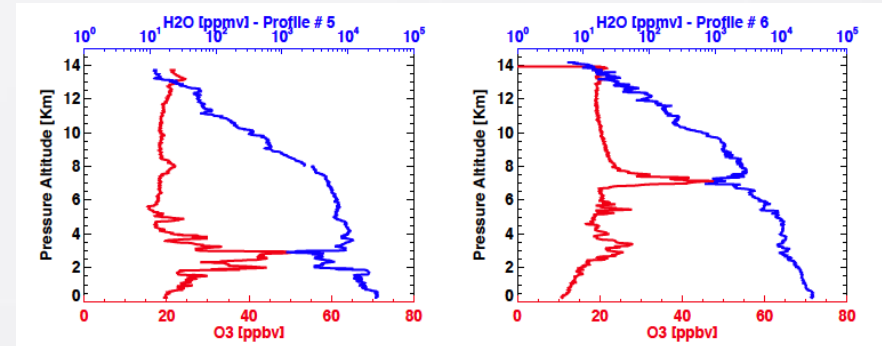 H2O [ppmv] - Profile # 5
10^0 10^1 10^2 10^3 10^4 10^5
14
12
10
8
6
4
2
0
Pressure Altitude [Km]
0 20 40 60 80
O3 [ppbv]
H2O [ppmv] - Profile # 6
10^0 10^1 10^2 10^3 10^4 10^5
14
12
10
8
6
4
2
0
Pressure Altitude [Km]
0 20 40 60 80
O3 [ppbv]